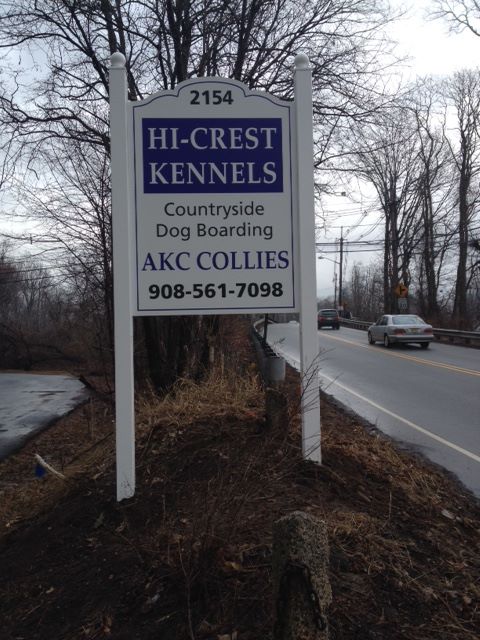 2154
HI-CREST
KENNELS
Countryside
Dog Boarding
AKC COLLIES
908-561-7098